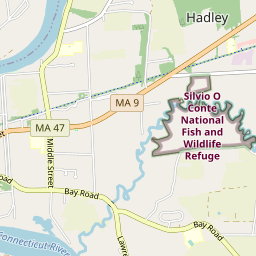 Hadley
Silvio O
Conte
National
Fish and
Wildlife
Refuge
MA 9
MA 47
Middle Street
Bay Road
Bay Road
Connecticut River
Lawre